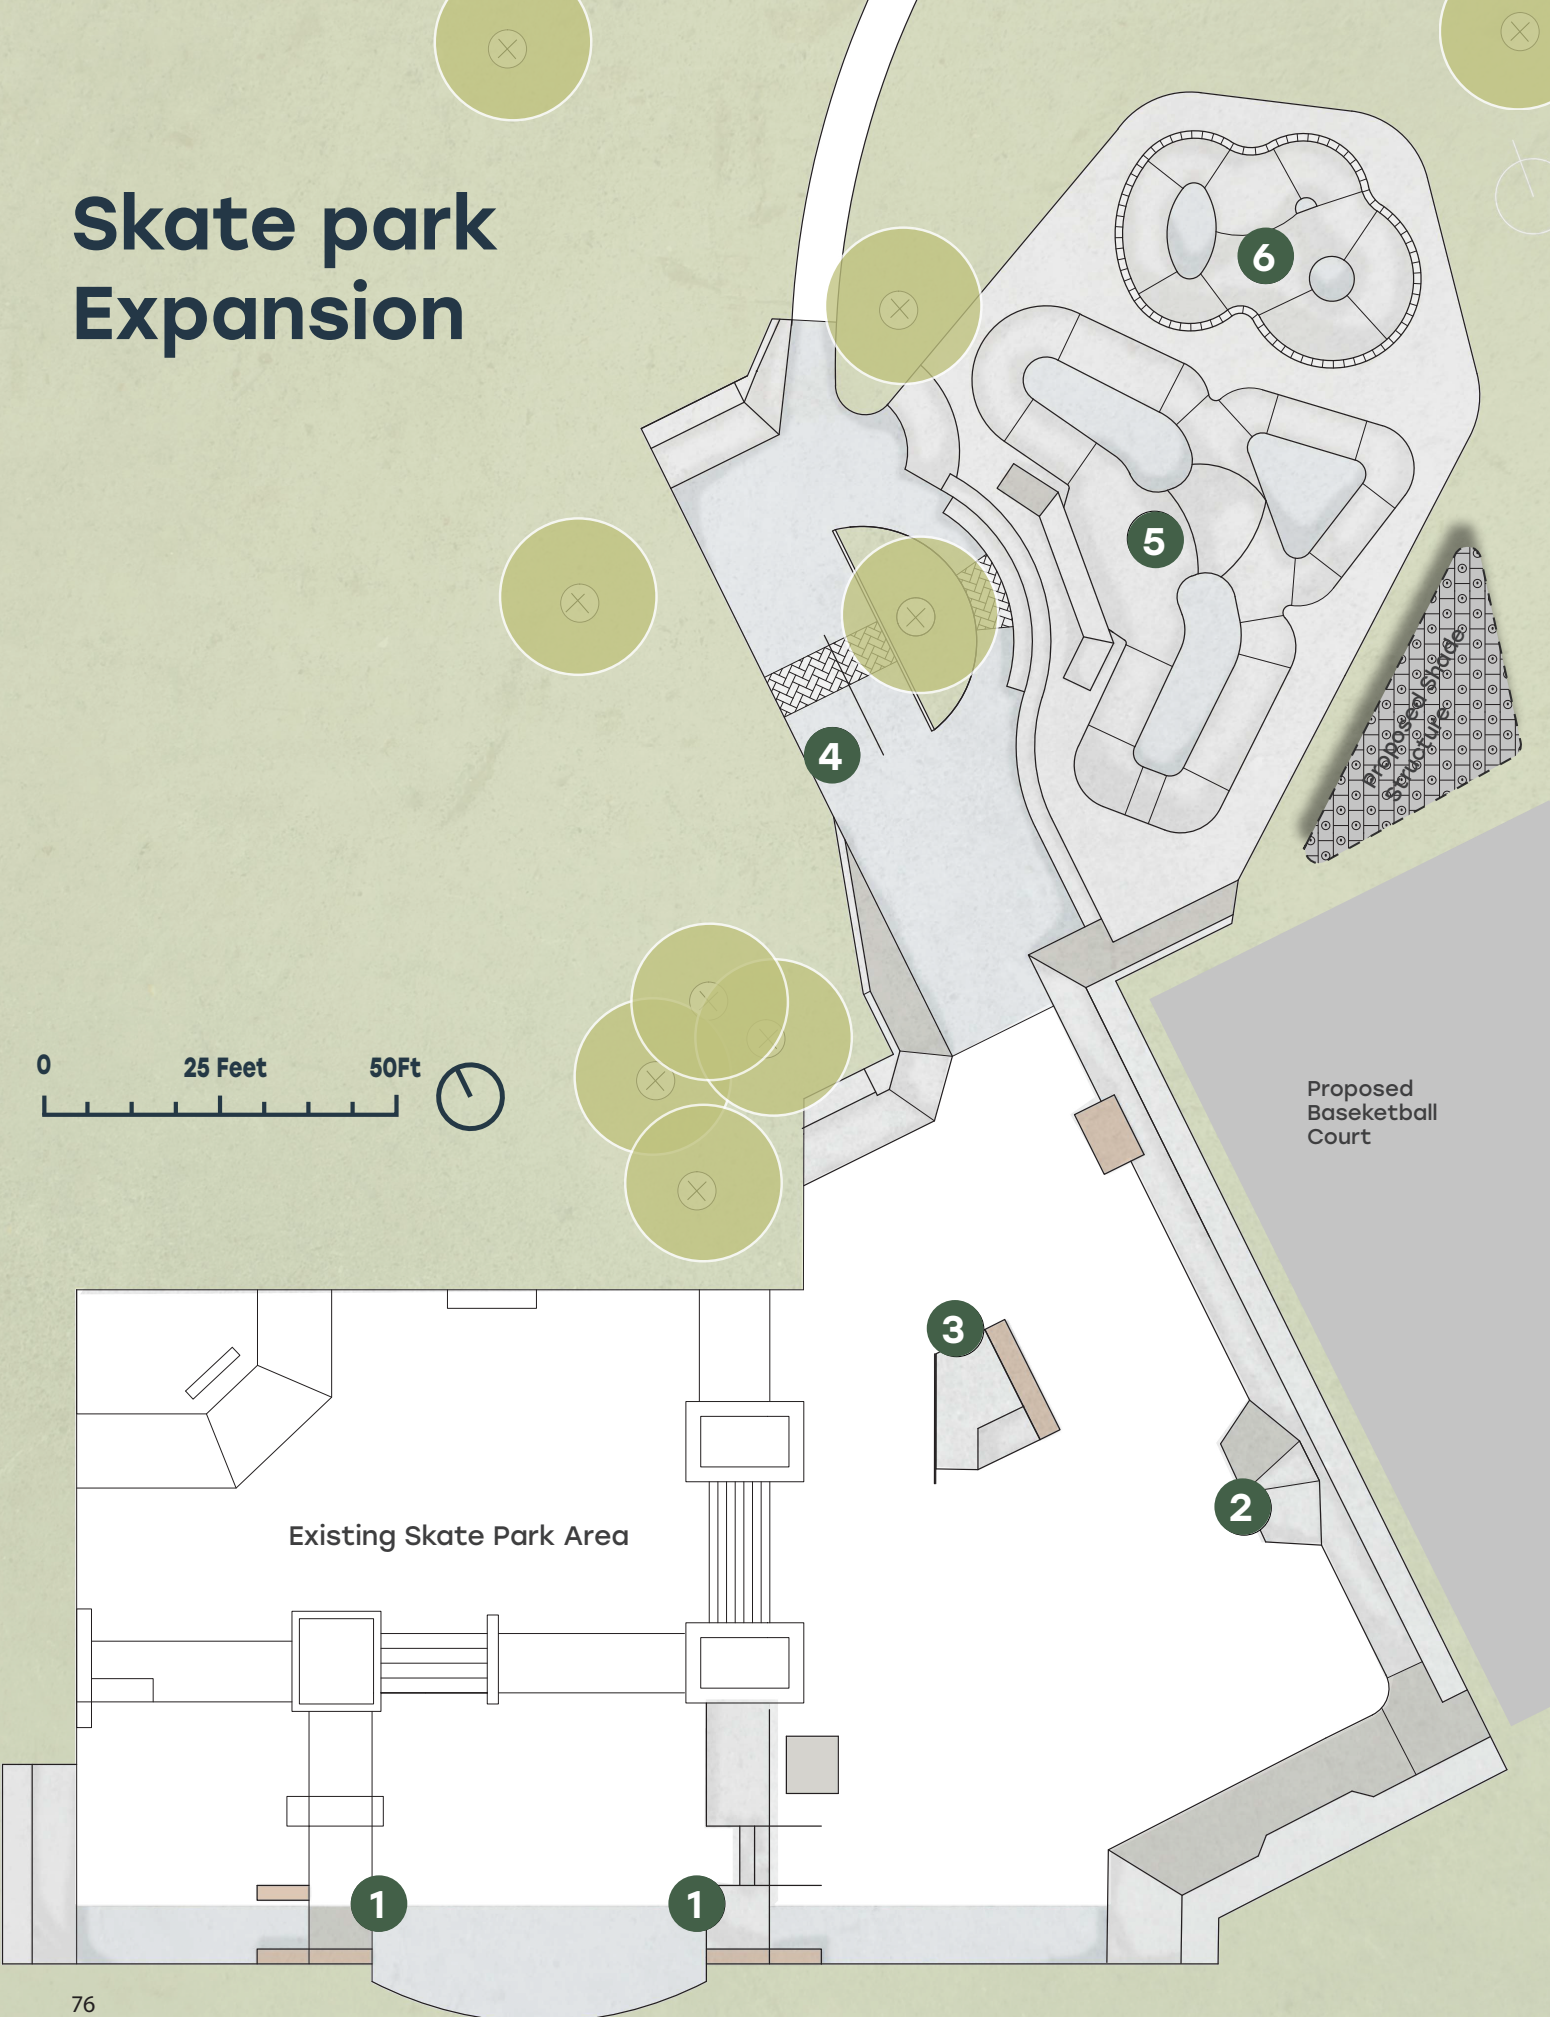 Skate park
Expansion
6
5
Proposed Shade
Structure
4
0 25 Feet 50Ft
Proposed
Baseketball
Court
3
2
Existing Skate Park Area
1 1
76